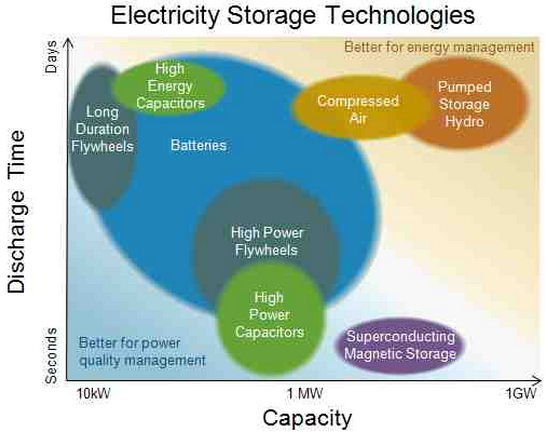 Electricity Storage Technologies
Days
Better for energy management
High
Energy
Capacitors
Long
Duration
Flywheels
Batteries
Compressed
Air
Pumped
Storage
Hydro
Discharge Time
High Power
Flywheels
High
Power
Capacitors
Superconducting
Magnetic Storage
Better for power
quality management
Seconds
10kW
1 MW
1GW
Capacity